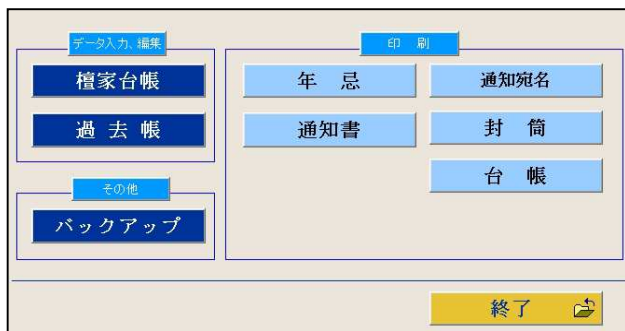 データ入力、編集
檀家台帳
過去帳
その他
バックアップ
印刷
年忌
通知書
通知宛名
封筒
台帳
終了